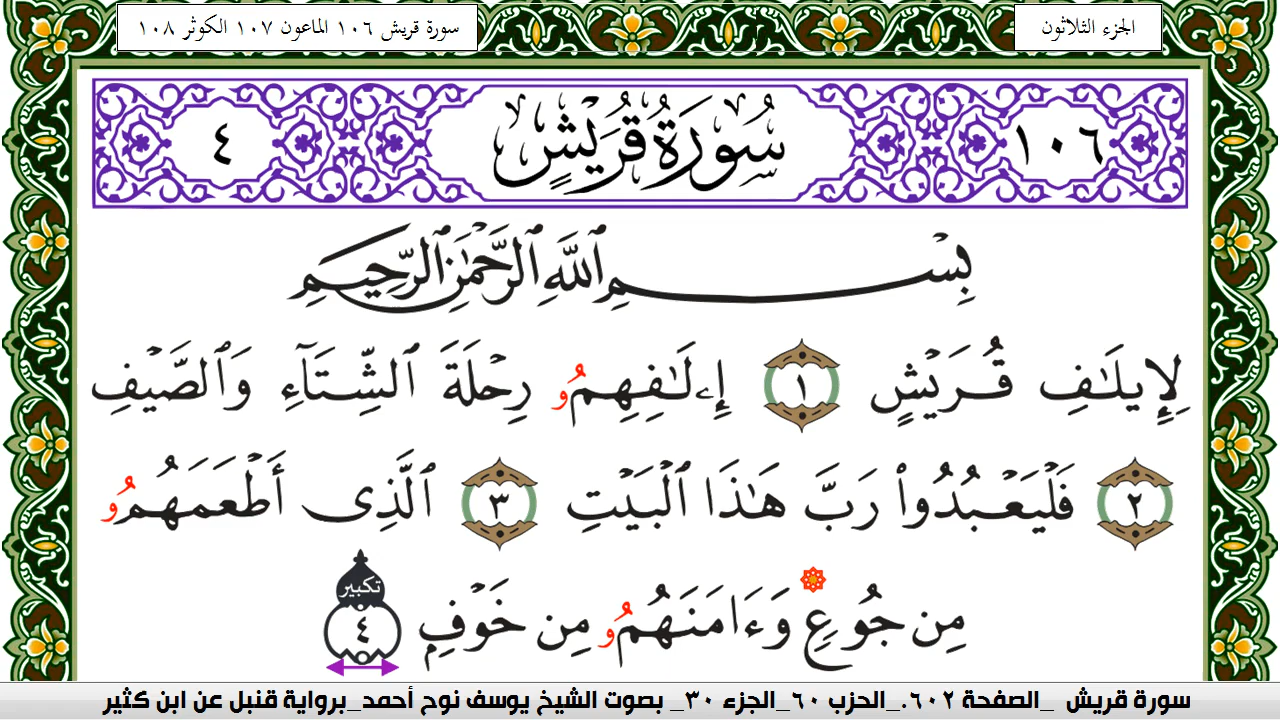 الجزء الثلاثون
سورة قريش ١٠٦ الماعون ١٠٧ الكوثر ١٠٨
١٠٦ سُورَةُ قُرَيْشٍ ٤
بِسْمِ ٱللَّهِ ٱلرَّحْمَٰنِ ٱلرَّحِيمِ
لِإِيلَٰفِ قُرَيْشٍ ١ إِۦلَٰفِهِمُو رِحْلَةَ ٱلشِّتَآءِ وَٱلصَّيْفِ
٢ فَلْيَعْبُدُوا۟ رَبَّ هَٰذَا ٱلْبَيْتِ ٣ ٱلَّذِى أَطْعَمَهُمُو
مِن جُوعٍ وَءَامَنَهُمُو مِن خَوْفٍ ٤ تكبير
سورة قريش _الصفحة ٦٠٢._الحزب ٦٠_الجزء ٣٠_ بصوت الشيخ يوسف نوح أحمد_برواية قنبل عن ابن كثير